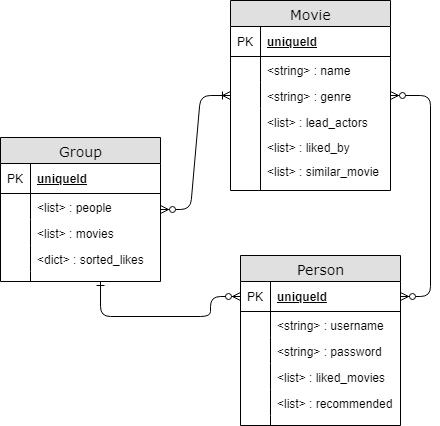 Movie
PK uniqueId
<string> : name
<string> : genre
<list> : lead_actors
<list> : liked_by
<list> : similar_movie
Group
PK uniqueId
<list> : people
<list> : movies
<dict> : sorted_likes
Person
PK uniqueId
<string> : username
<string> : password
<list> : liked_movies
<list> : recommended